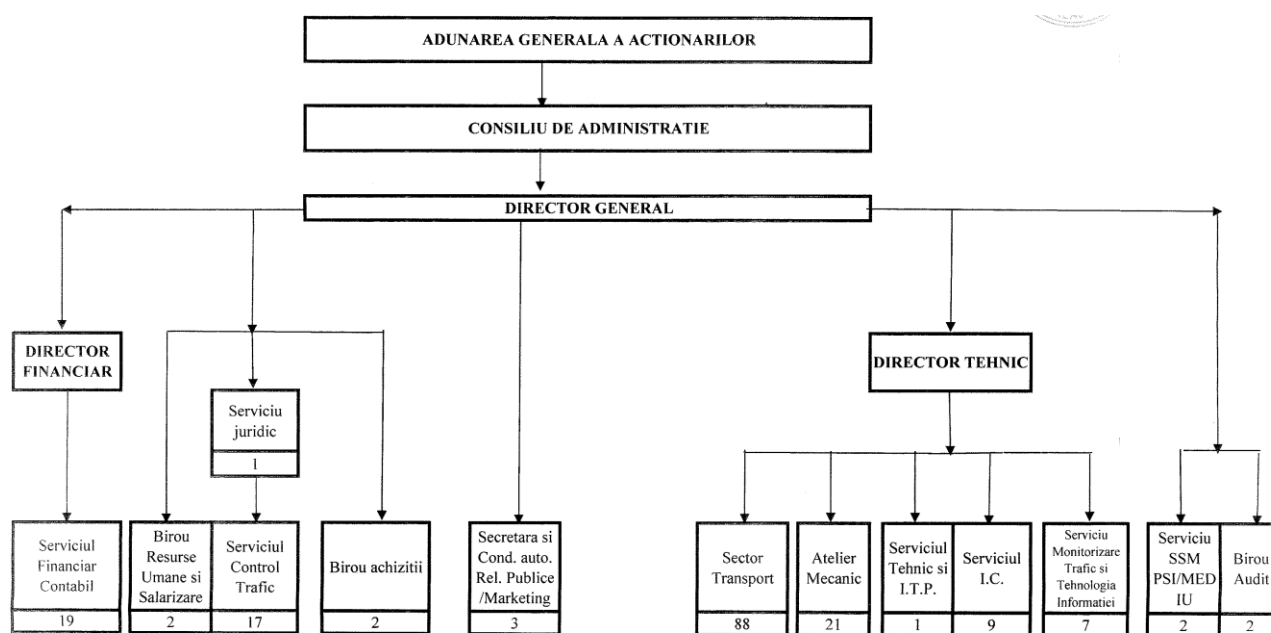 ADUNAREA GENERALA A ACTIONARILOR
CONSILIU DE ADMINISTRATIE
DIRECTOR GENERAL
DIRECTOR
FINANCIAR
DIRECTOR TEHNIC
Serviciu
juridic
1
Serviciul
Financiar
Contabil
19
Birou
Resurse
Umane si
Salarizare
2
Serviciul
Control
Trafic
17
Birou achizitii
2
Secretara si
Cond. auto.
Rel. Publice
/Marketing
3
Sector
Transport
88
Atelier
Mecanic
21
Serviciul
Tehnic si
I.T.P.
1
Serviciul
I.C.
9
Serviciu
Monitorizare
Trafic si
Tehnologia
Informatiei
7
Serviciu
SSM
PSI/MED
IU
2
Birou
Audit
2